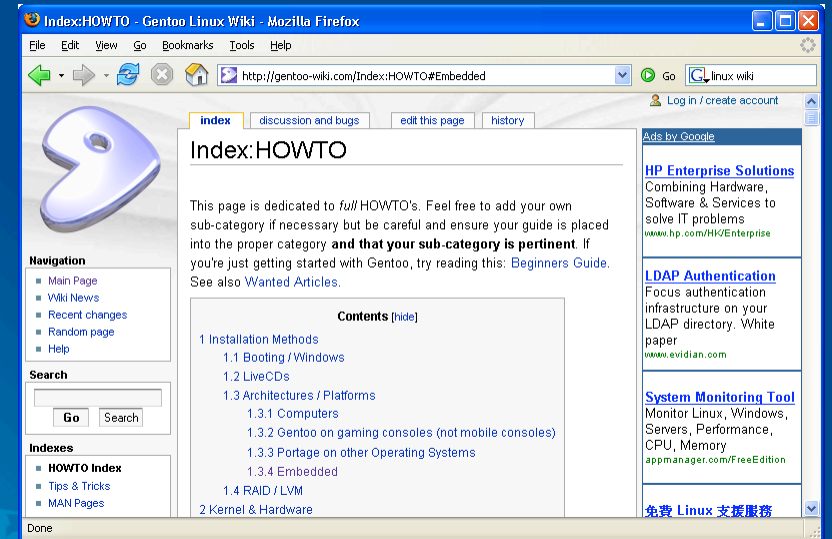 Index:HOWTO - Gentoo Linux Wiki - Mozilla Firefox
File Edit View Go Bookmarks Tools Help
http://gentoo-wiki.com/Index:HOWTO#Embedded Go G linux wiki
Log in / create account
index discussion and bugs edit this page history
Index:HOWTO
This page is dedicated to full HOWTO's. Feel free to add your own
sub-category if necessary but be careful and ensure your guide is placed
into the proper category and that your sub-category is pertinent. If
you're just getting started with Gentoo, try reading this: Beginners Guide.
See also Wanted Articles.
Contents [hide]
1 Installation Methods
1.1 Booting / Windows
1.2 LiveCDs
1.3 Architectures / Platforms
1.3.1 Computers
1.3.2 Gentoo on gaming consoles (not mobile consoles)
1.3.3 Portage on other Operating Systems
1.3.4 Embedded
1.4 RAID / LVM
2 Kernel & Hardware
Navigation
Main Page
Wiki News
Recent changes
Random page
Help
Search
Go Search
Indexes
HOWTO Index
Tips & Tricks
MAN Pages
Ads by Google
HP Enterprise Solutions
Combining Hardware,
Software & Services to
solve IT problems
www.hp.com/HK/Enterprise
LDAP Authentication
Focus authentication
infrastructure on your
LDAP directory. White
paper
www.evidian.com
System Monitoring Tool
Monitor Linux, Windows,
Servers, Performance,
CPU, Memory
appmanager.com/FreeEdition
免費 Linux 支援服務
Done